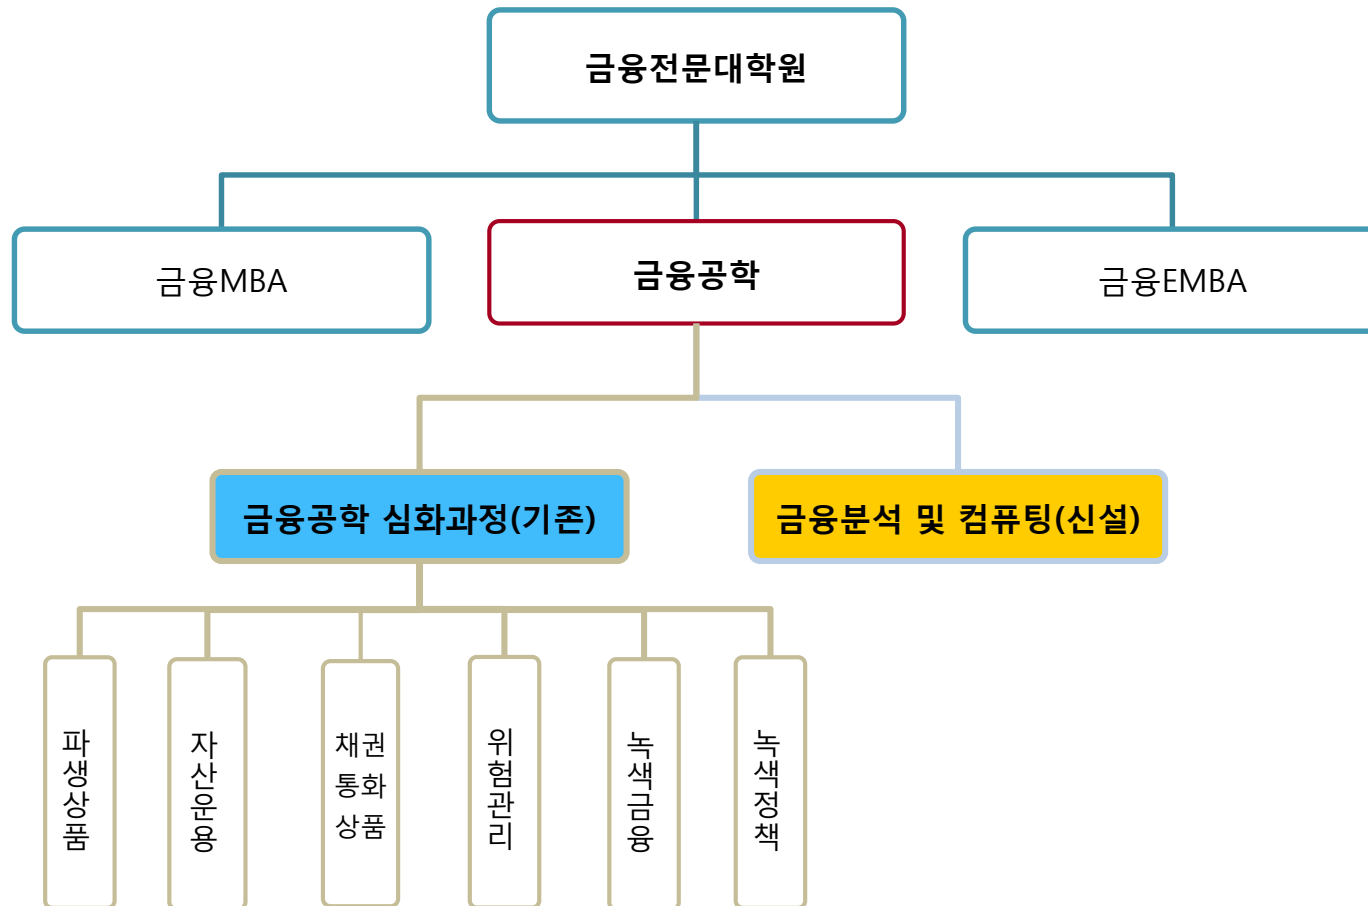 금융전문대학원
금융MBA
금융공학
금융EMBA
금융공학 심화과정(기존)
금융분석 및 컴퓨팅(신설)
파생상품
자산운용
채권
통화
상품
위험관리
녹색금융
녹색정책